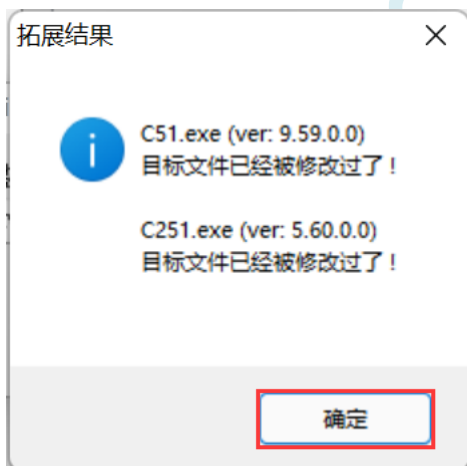 拓展结果
C51.exe (ver: 9.59.0.0)
目标文件已经被修改过了！
C251.exe (ver: 5.60.0.0)
目标文件已经被修改过了！
确定